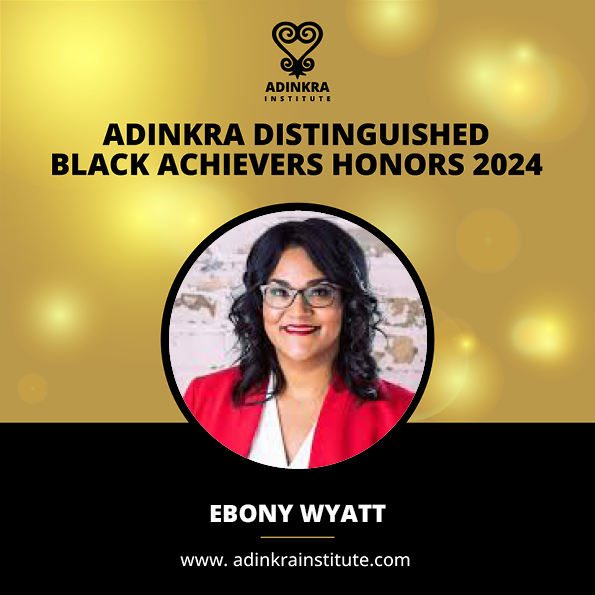 ADINKRA
INSTITUTE
ADINKRA DISTINGUISHED
BLACK ACHIEVERS HONORS 2024
EBONY WYATT
www. adinkrainstitute.com